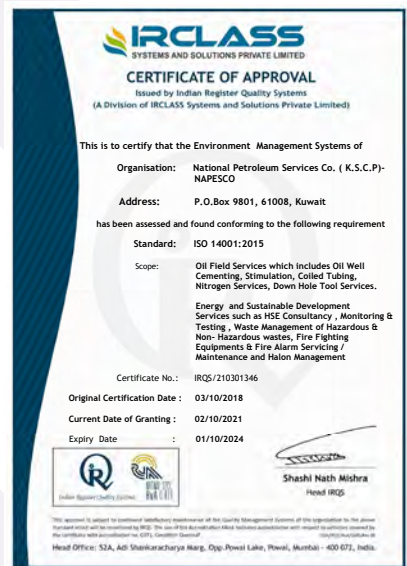 IRCLASS
SYSTEMS AND SOLUTIONS PRIVATE LIMITED
CERTIFICATE OF APPROVAL
Issued by Indian Register Quality Systems
(A Division of IRCLASS Systems and Solutions Private Limited)
This is to certify that the Environment Management Systems of
Organisation: National Petroleum Services Co. ( K.S.C.P)-
NAPESCO
Address: P.O.Box 9801, 61008, Kuwait
has been assessed and found conforming to the following requirement
Standard: ISO 14001:2015
Scope: Oil Field Services which includes Oil Well
Cementing, Stimulation, Coiled Tubing,
Nitrogen Services, Down Hole Tool Services.
Energy and Sustainable Development
Services such as HSE Consultancy , Monitoring &
Testing , Waste Management of Hazardous &
Non- Hazardous wastes, Fire Fighting
Equipments & Fire Alarm Servicing /
Maintenance and Halon Management
Certificate No.: IRQS/210301346
Original Certification Date : 03/10/2018
Current Date of Granting : 02/10/2021
Expiry Date : 01/10/2024
Indian Register Quality Systems
Shashi Nath Mishra
Head IRQS
Head Office: 52A, Adi Shankaracharya Marg, Opp.Powai Lake, Powai, Mumbai - 400 072, India.